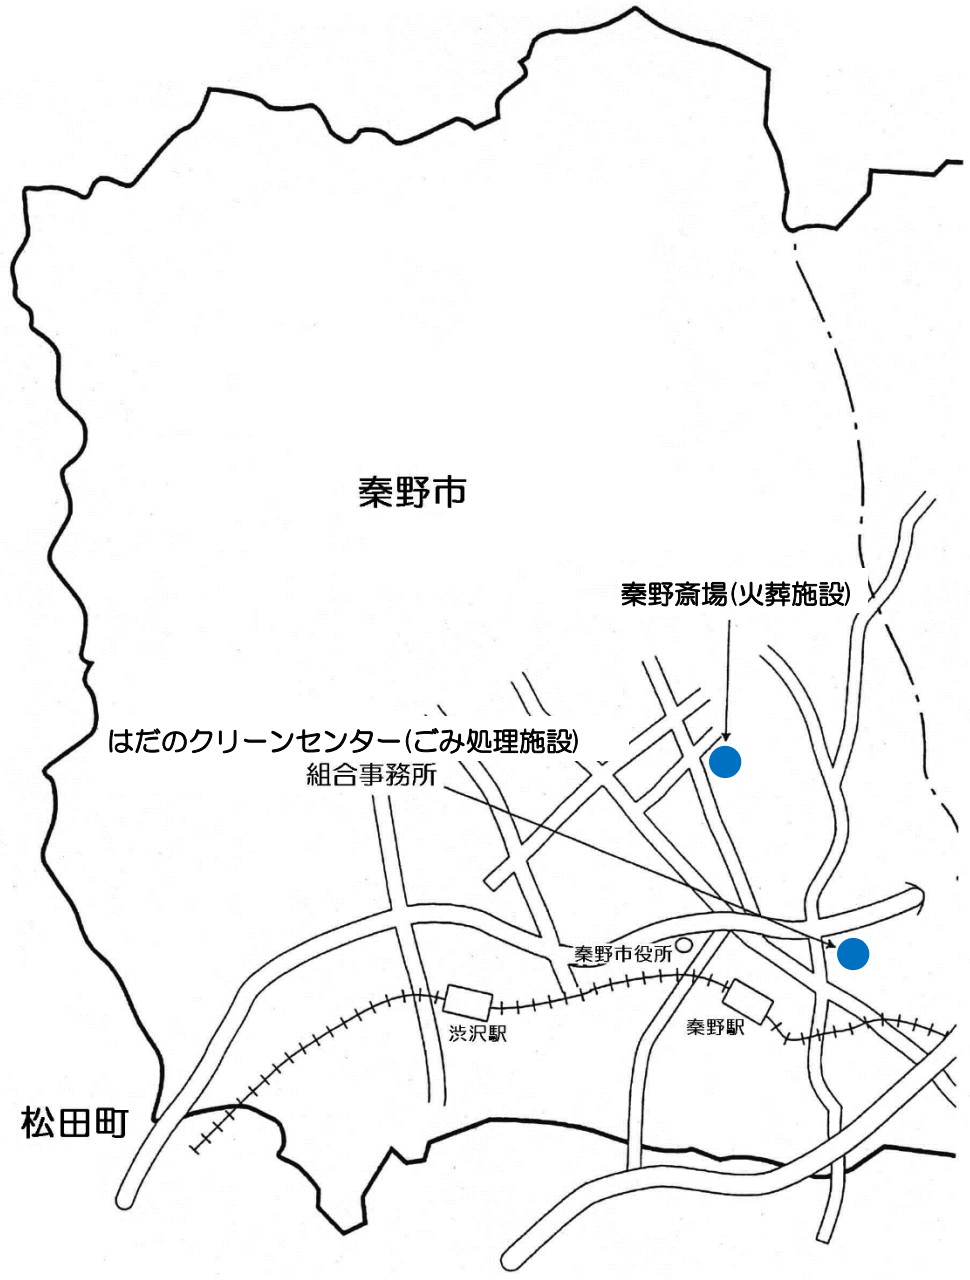 秦野市
秦野斎場(火葬施設)
はだのクリーンセンター(ごみ処理施設)
組合事務所
秦野市役所
渋沢駅
秦野駅
松田町